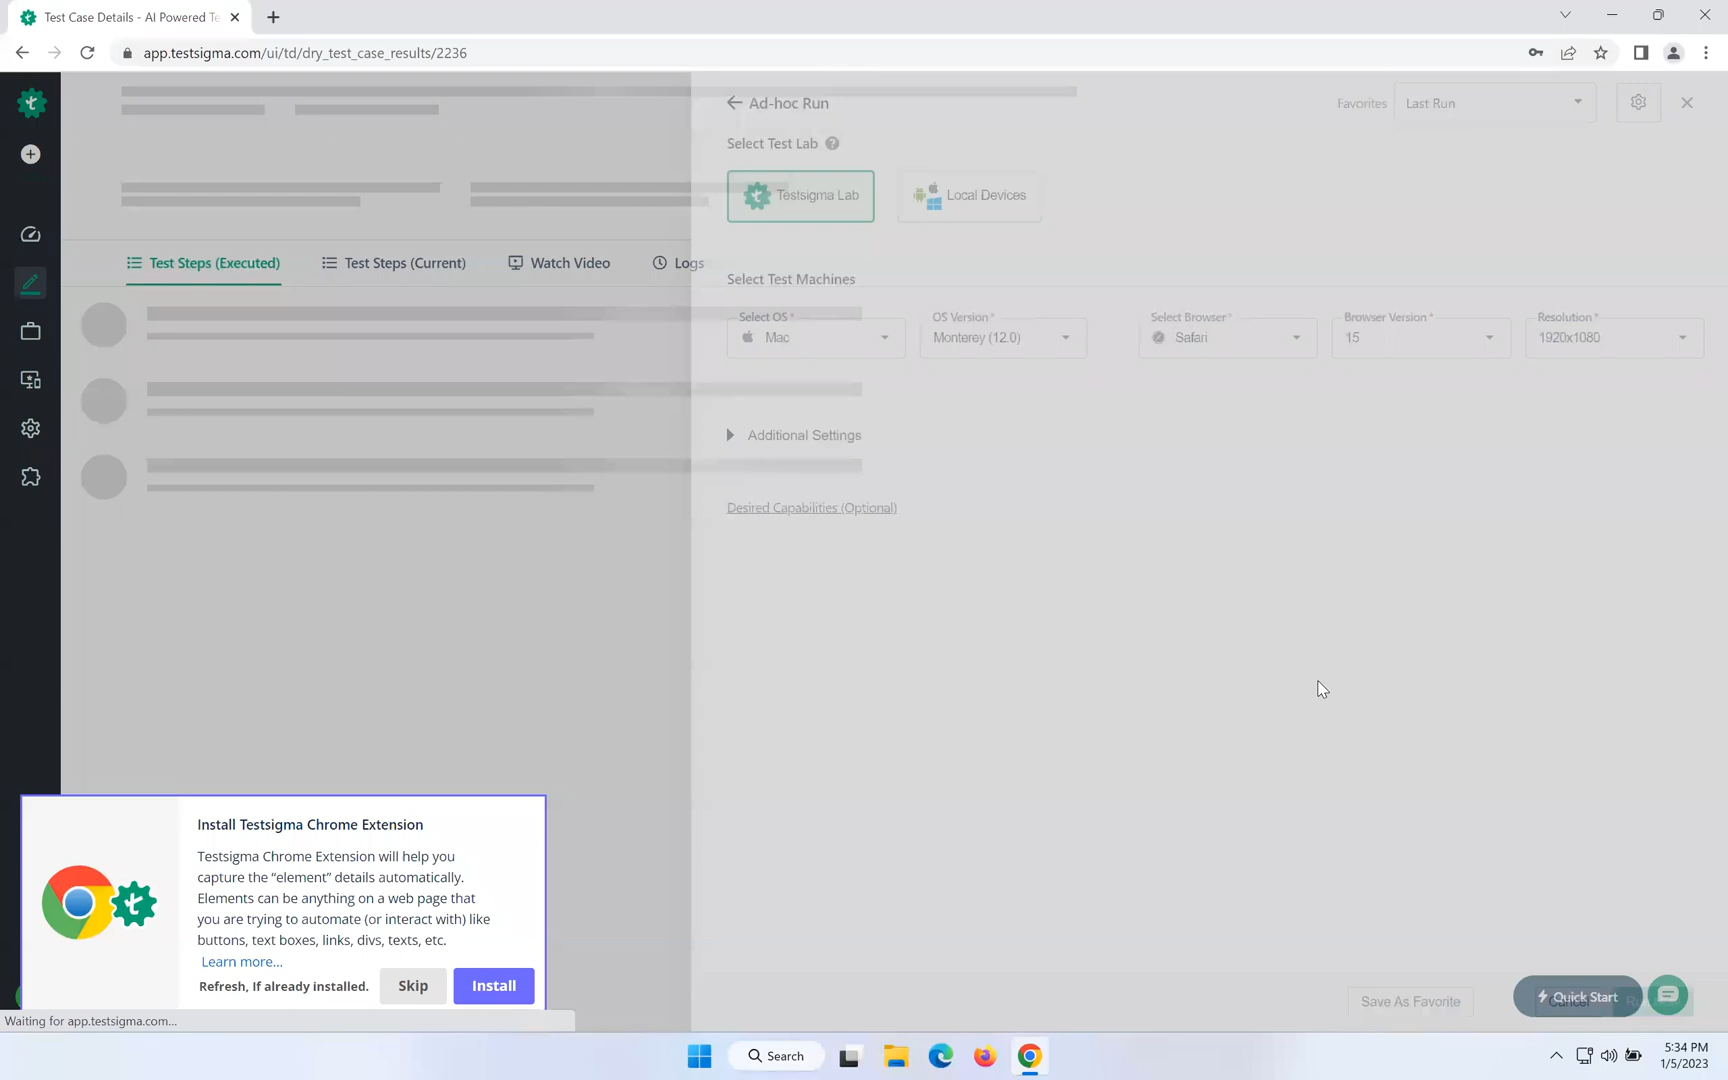 Test Case Details - AI Powered Te
app.testsigma.com/ui/td/dry_test_case_results/2236
Ad-hoc Run
Favorites
Last Run
Select Test Lab
Testsigma Lab
Local Devices
Test Steps (Executed)
Test Steps (Current)
Watch Video
Logs
Select Test Machines
Select OS*
Mac
OS Version*
Monterey (12.0)
Select Browser*
Safari
Browser Version*
15
Resolution*
1920x1080
Additional Settings
Desired Capabilities (Optional)
Install Testsigma Chrome Extension
Testsigma Chrome Extension will help you
capture the “element” details automatically.
Elements can be anything on a web page that
you are trying to automate (or interact with) like
buttons, text boxes, links, divs, texts, etc.
Learn more...
Refresh, If already installed.
Skip
Install
Save As Favorite
Quick Start
Cancel
Waiting for app.testsigma.com...
Search
5:34 PM
1/5/2023